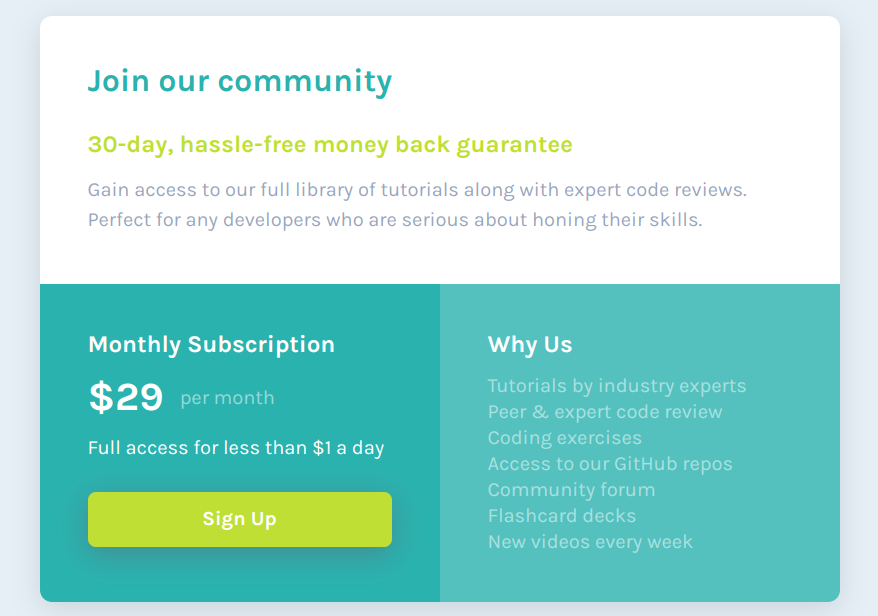 Join our community
30-day, hassle-free money back guarantee
Gain access to our full library of tutorials along with expert code reviews.
Perfect for any developers who are serious about honing their skills.
Monthly Subscription
$29 per month
Full access for less than $1 a day
Sign Up
Why Us
Tutorials by industry experts
Peer & expert code review
Coding exercises
Access to our GitHub repos
Community forum
Flashcard decks
New videos every week